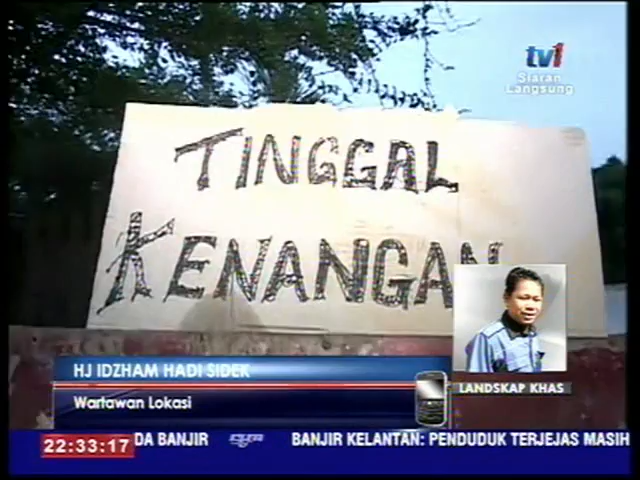 tv1
Siaran
Langsung
TINGGAL
KENANGAN
HJ IDZHAM HADI SIDEK
Wartawan Lokasi
LANDSKAP KHAS
22:33:17 DA BANJIR BANJIR KELANTAN: PENDUDUK TERJEJAS MASIH